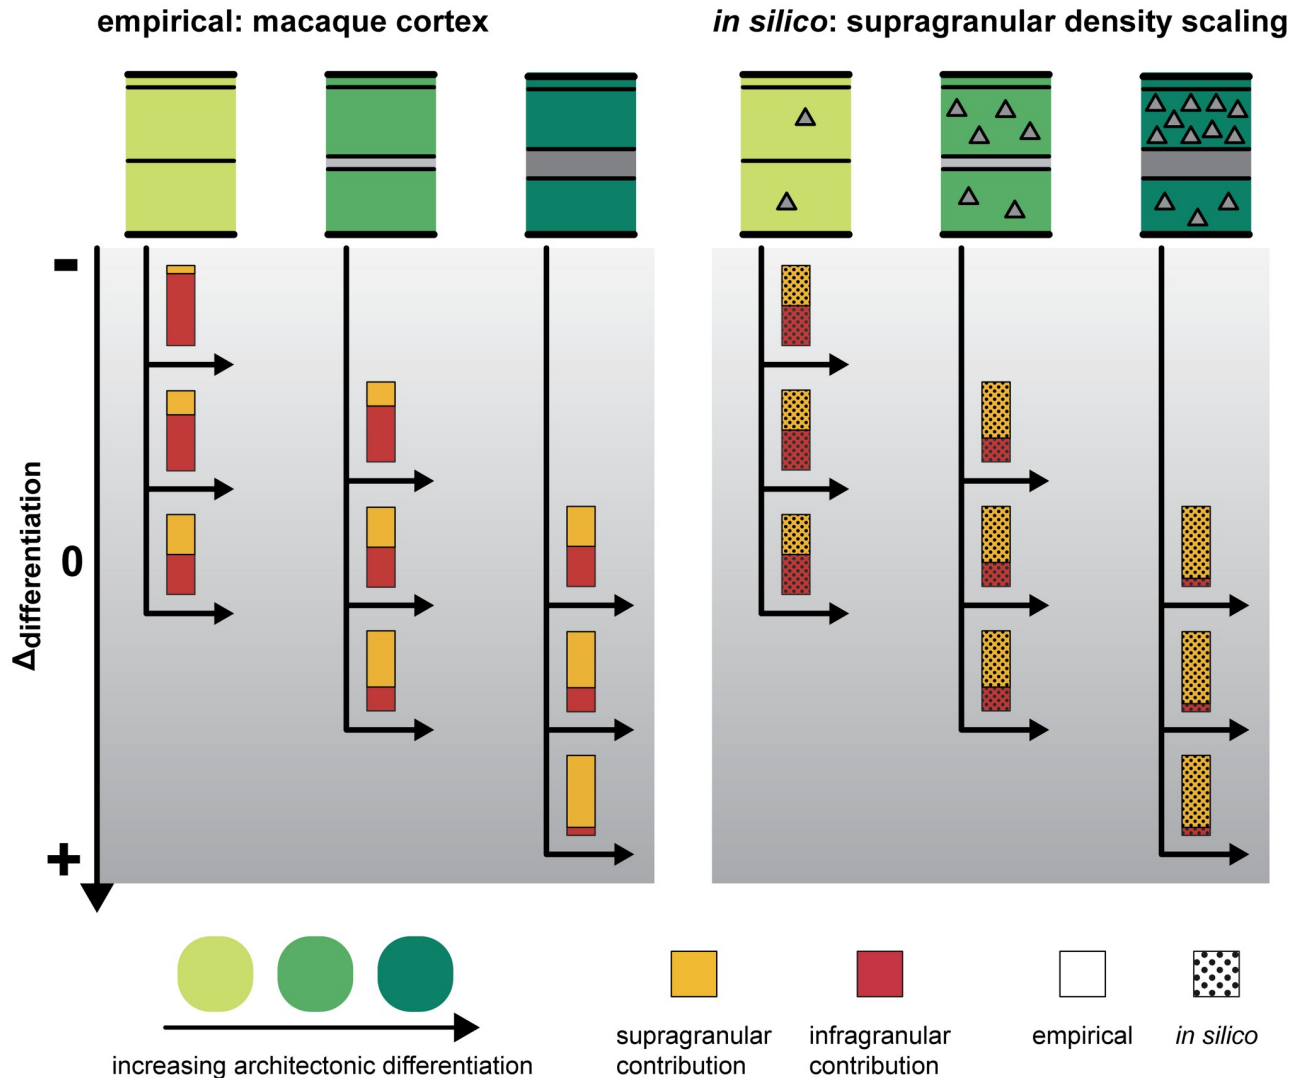 empirical: macaque cortex
in silico: supragranular density scaling
-
0
+
Δdifferentiation
increasing architectonic differentiation
supragranular
contribution
infragranular
contribution
empirical
in silico